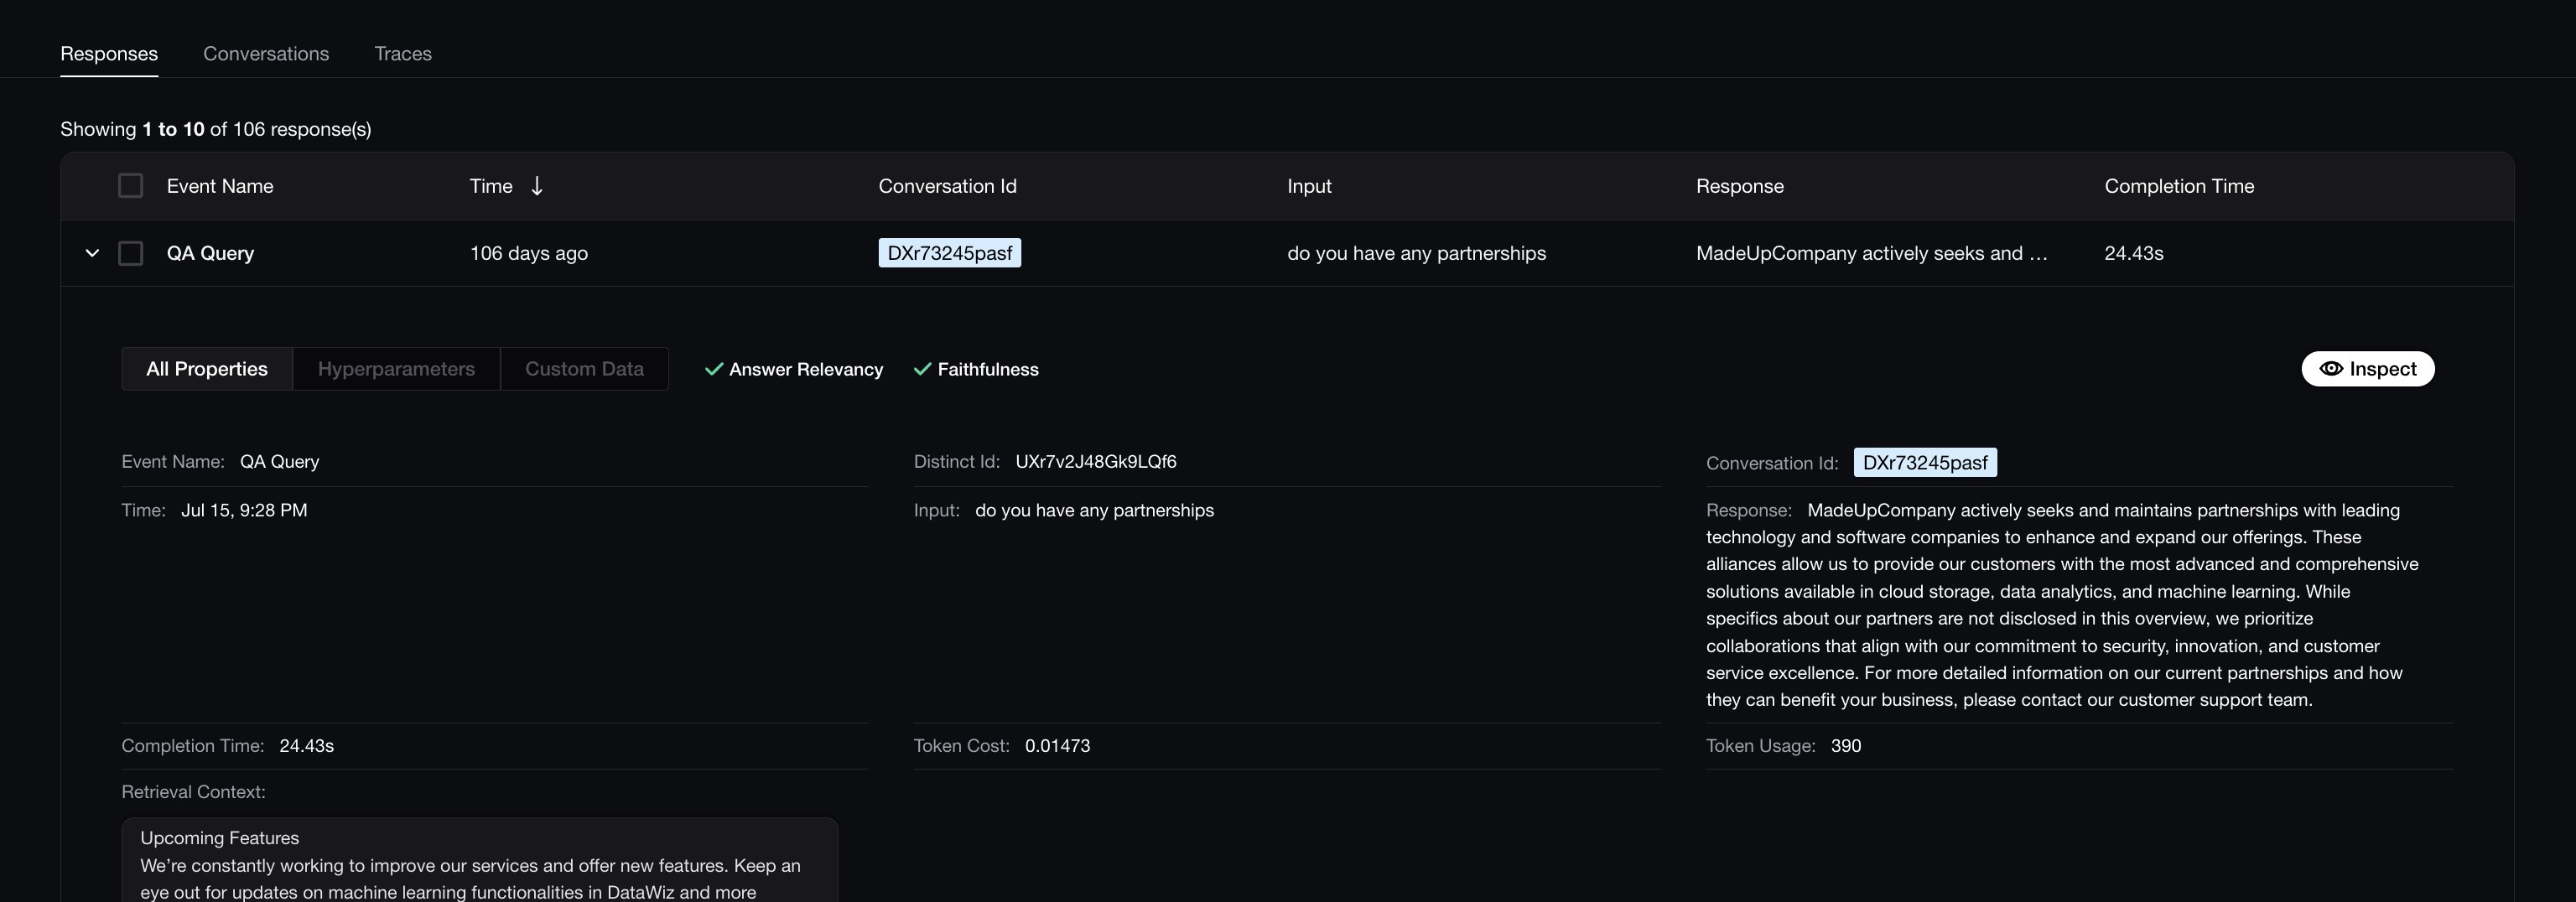 Responses Conversations Traces
Showing 1 to 10 of 106 response(s)
Event Name Time ↓ Conversation Id Input Response Completion Time
QA Query 106 days ago DXr73245pasf do you have any partnerships MadeUpCompany actively seeks and … 24.43s
All Properties Hyperparameters Custom Data Answer Relevancy Faithfulness Inspect
Event Name: QA Query Distinct Id: UXr7v2J48Gk9LQf6 Conversation Id: DXr73245pasf
Time: Jul 15, 9:28 PM Input: do you have any partnerships Response: MadeUpCompany actively seeks and maintains partnerships with leading
technology and software companies to enhance and expand our offerings. These
alliances allow us to provide our customers with the most advanced and comprehensive
solutions available in cloud storage, data analytics, and machine learning. While
specifics about our partners are not disclosed in this overview, we prioritize
collaborations that align with our commitment to security, innovation, and customer
service excellence. For more detailed information on our current partnerships and how
they can benefit your business, please contact our customer support team.
Completion Time: 24.43s Token Cost: 0.01473 Token Usage: 390
Retrieval Context:
Upcoming Features
We’re constantly working to improve our services and offer new features. Keep an
eye out for updates on machine learning functionalities in DataWiz and more